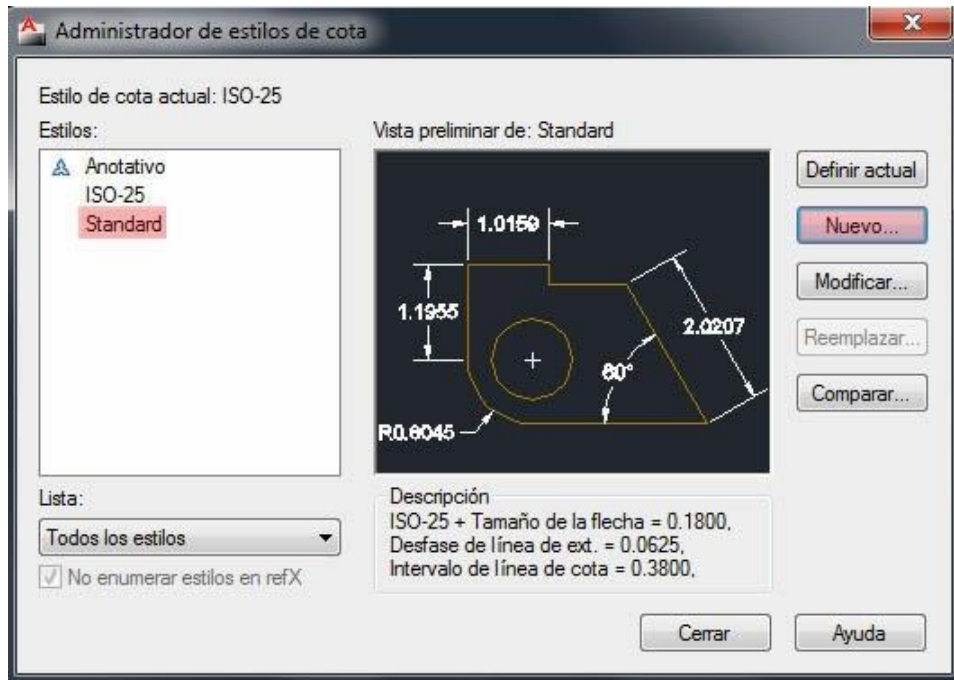 Administrador de estilos de cota
Estilo de cota actual: ISO-25
Estilos:
Anotativo
ISO-25
Standard
Vista preliminar de: Standard
1.0159
1.1955
2.0207
60°
R0.8045
Definir actual
Nuevo...
Modificar...
Reemplazar...
Comparar...
Lista:
Todos los estilos
No enumerar estilos en refX
Descripción
ISO-25 + Tamaño de la flecha = 0.1800,
Desfase de línea de ext. = 0.0625,
Intervalo de línea de cota = 0.3800,
Cerrar
Ayuda